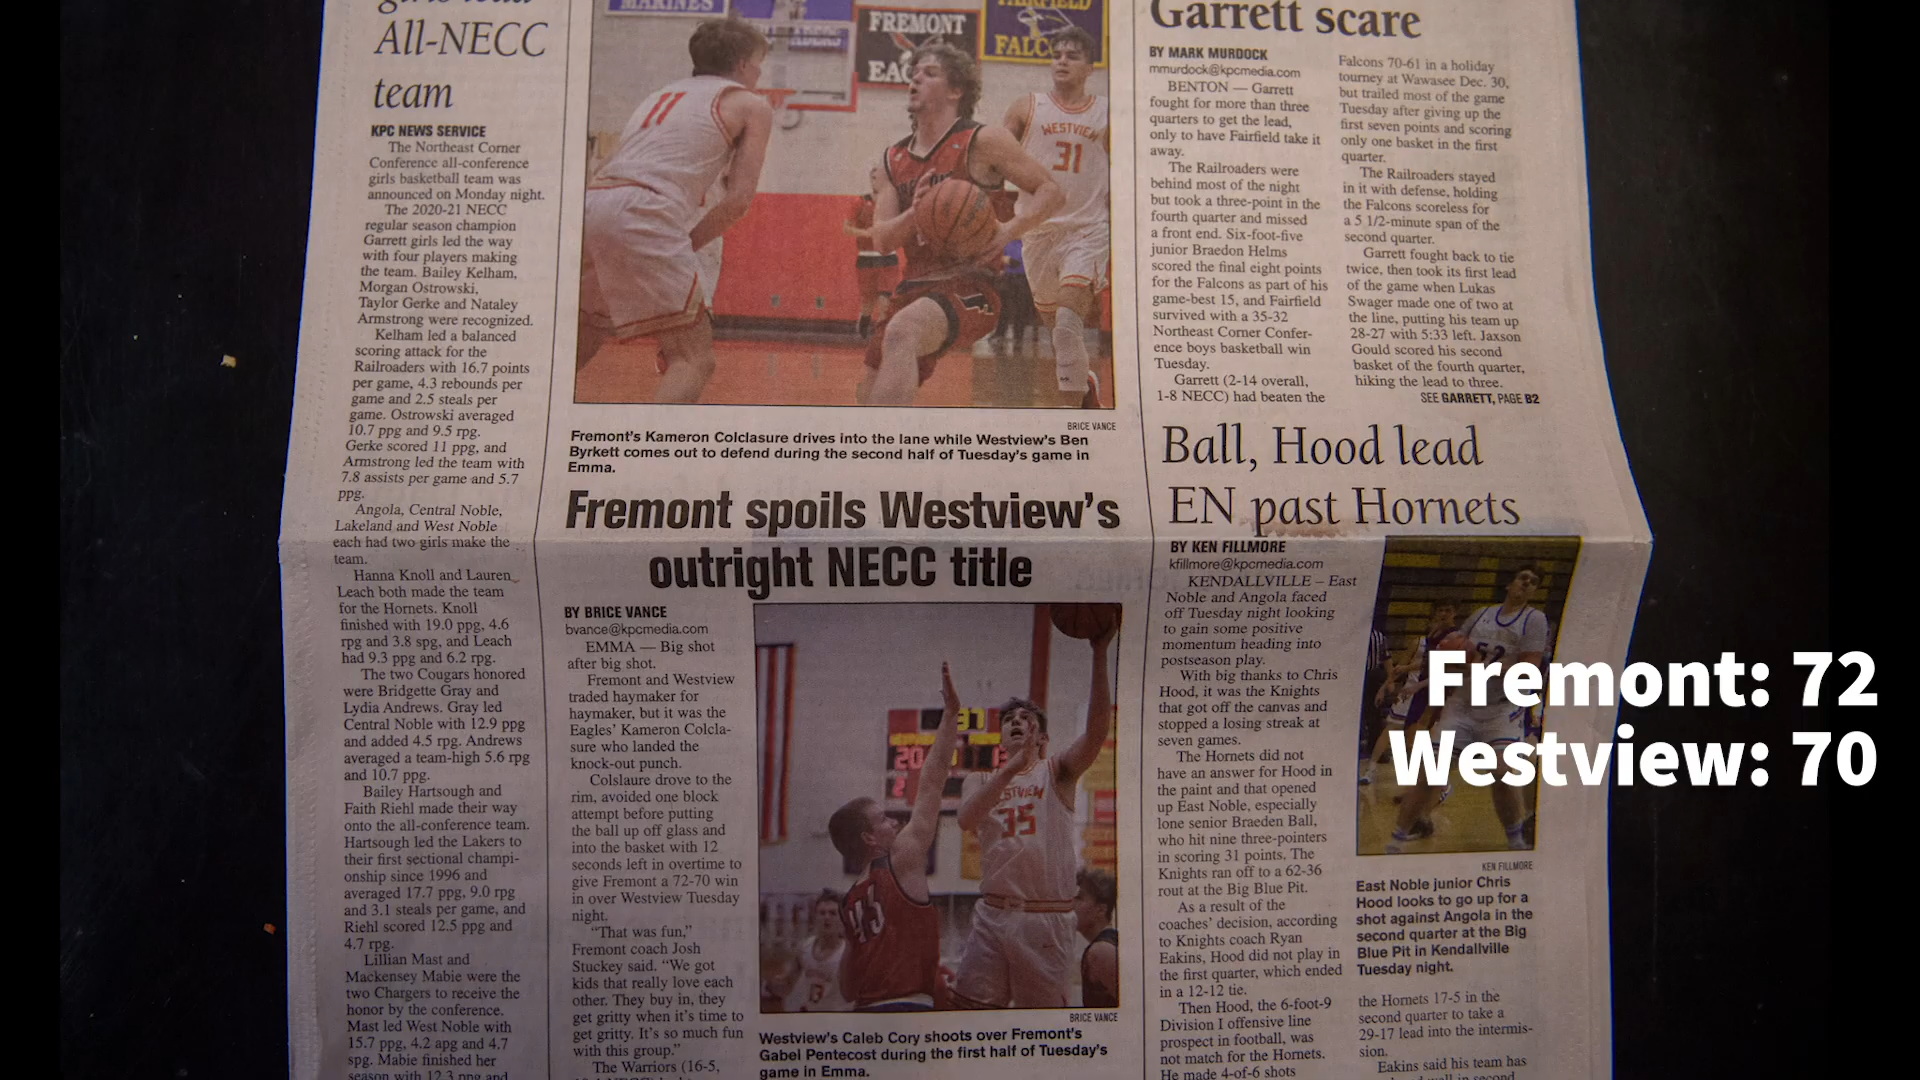 All-NECC
team
KPC NEWS SERVICE
The Northeast Corner
Conference all-conference
girls basketball team was
announced on Monday night.
The 2020-21 NECC
regular season champion
Garrett girls led the way
with four players making
the team. Bailey Kelham,
Morgan Ostrowski,
Taylor Gerke and Nataley
Armstrong were recognized.
Kelham led a balanced
scoring attack for the
Railroaders with 16.7 points
per game, 4.3 rebounds per
game and 2.5 steals per
game. Ostrowski averaged
10.7 ppg and 9.5 rpg.
Gerke scored 11 ppg, and
Armstrong led the team with
7.8 assists per game and 5.7
ppg.
Angola, Central Noble,
Lakeland and West Noble
each had two girls make the
team.
Hanna Knoll and Lauren
Leach both made the team
for the Hornets. Knoll
finished with 19.0 ppg, 4.6
rpg and 3.8 spg, and Leach
had 9.3 ppg and 6.2 rpg.
The two Cougars honored
were Bridgette Gray and
Lydia Andrews. Gray led
Central Noble with 12.9 ppg
and added 4.5 rpg. Andrews
averaged a team-high 5.6 rpg
and 10.7 ppg.
Bailey Hartsough and
Faith Riehl made their way
onto the all-conference team.
Hartsough led the Lakers to
their first sectional champi-
onship since 1996 and
averaged 17.7 ppg, 9.0 rpg
and 3.1 steals per game, and
Riehl scored 12.5 ppg and
4.7 rpg.
Lillian Mast and
Mackensey Mabie were the
two Chargers to receive the
honor by the conference.
Mast led West Noble with
15.7 ppg, 4.2 apg and 4.7
spg. Mabie finished her
season with 12.3 ppg and
MARINES
FREMONT
FAIRFIELD
11
WESTVIEW
31
BRICE VANCE
Fremont's Kameron Colclasure drives into the lane while Westview's Ben
Byrkett comes out to defend during the second half of Tuesday's game in
Emma.
Fremont spoils Westview's
outright NECC title
BY BRICE VANCE
bvance@kpcmedia.com
EMMA — Big shot
after big shot.
Fremont and Westview
traded haymaker for
haymaker, but it was the
Eagles' Kameron Colcla-
sure who landed the
knock-out punch.
Colslaure drove to the
rim, avoided one block
attempt before putting
the ball up off glass and
into the basket with 12
seconds left in overtime to
give Fremont a 72-70 win
in over Westview Tuesday
night.
“That was fun,”
Fremont coach Josh
Stuckey said. “We got
kids that really love each
other. They buy in, they
get gritty when it's time to
get gritty. It's so much fun
with this group.”
The Warriors (16-5,
35
BRICE VANCE
Westview's Caleb Cory shoots over Fremont's
Gabel Pentecost during the first half of Tuesday's
game in Emma.
Garrett scare
BY MARK MURDOCK
mmurdock@kpcmedia.com
BENTON — Garrett
fought for more than three
quarters to get the lead,
only to have Fairfield take it
away.
The Railroaders were
behind most of the night
but took a three-point in the
fourth quarter and missed
a front end. Six-foot-five
junior Braedon Helms
scored the final eight points
for the Falcons as part of his
game-best 15, and Fairfield
survived with a 35-32
Northeast Corner Confer-
ence boys basketball win
Tuesday.
Garrett (2-14 overall,
1-8 NECC) had beaten the
Falcons 70-61 in a holiday
tourney at Wawasee Dec. 30,
but trailed most of the game
Tuesday after giving up the
first seven points and scoring
only one basket in the first
quarter.
The Railroaders stayed
in it with defense, holding
the Falcons scoreless for
a 5 1/2-minute span of the
second quarter.
Garrett fought back to tie
twice, then took its first lead
of the game when Lukas
Swager made one of two at
the line, putting his team up
28-27 with 5:33 left. Jaxson
Gould scored his second
basket of the fourth quarter,
hiking the lead to three.
SEE GARRETT, PAGE B2
Ball, Hood lead
EN past Hornets
BY KEN FILLMORE
kfillmore@kpcmedia.com
KENDALLVILLE – East
Noble and Angola faced
off Tuesday night looking
to gain some positive
momentum heading into
postseason play.
With big thanks to Chris
Hood, it was the Knights
that got off the canvas and
stopped a losing streak at
seven games.
The Hornets did not
have an answer for Hood in
the paint and that opened
up East Noble, especially
lone senior Braeden Ball,
who hit nine three-pointers
in scoring 31 points. The
Knights ran off to a 62-36
rout at the Big Blue Pit.
As a result of the
coaches' decision, according
to Knights coach Ryan
Eakins, Hood did not play in
the first quarter, which ended
in a 12-12 tie.
Then Hood, the 6-foot-9
Division I offensive line
prospect in football, was
not match for the Hornets.
He made 4-of-6 shots
52
KEN FILLMORE
East Noble junior Chris
Hood looks to go up for a
shot against Angola in the
second quarter at the Big
Blue Pit in Kendallville
Tuesday night.
the Hornets 17-5 in the
second quarter to take a
29-17 lead into the intermis-
sion.
Eakins said his team has
Fremont: 72
Westview: 70